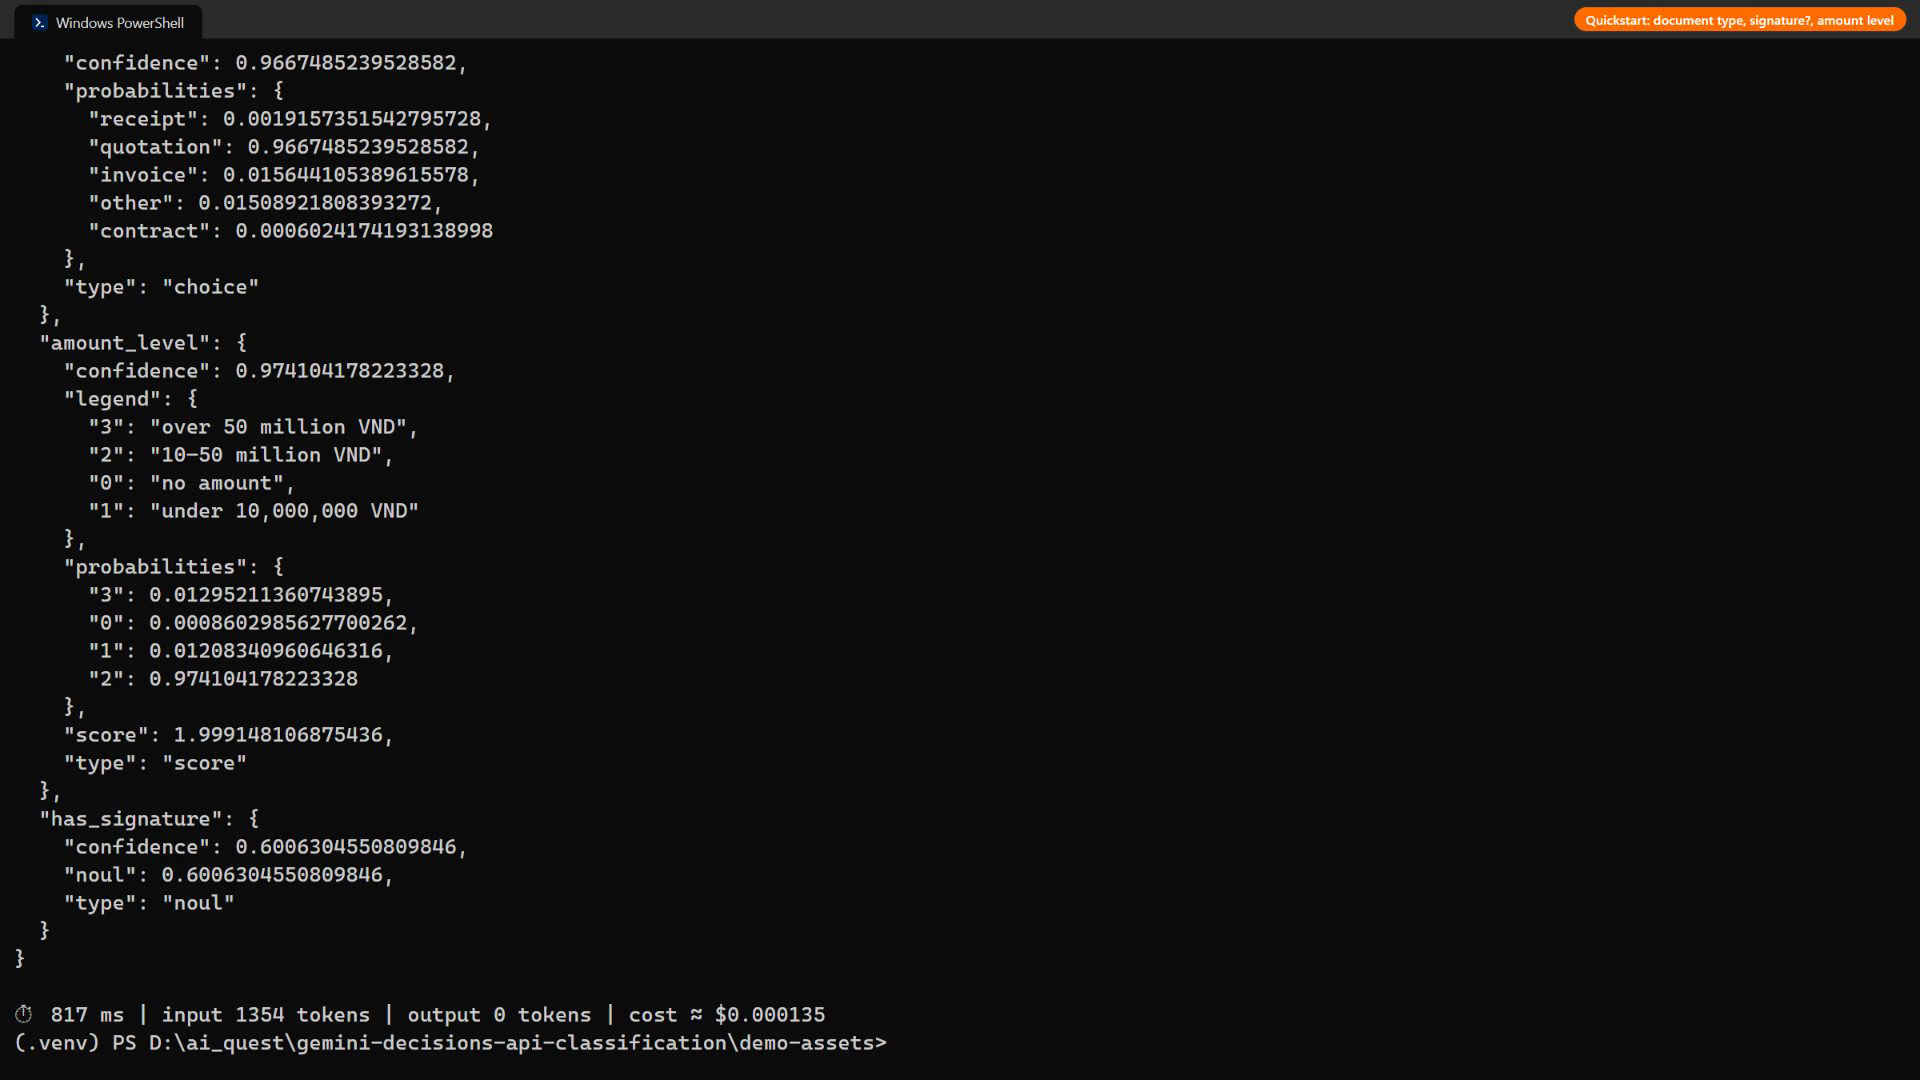 Windows PowerShell
Quickstart: document type, signature?, amount level
"confidence": 0.9667485239528582,
"probabilities": {
"receipt": 0.0019157351542795728,
"quotation": 0.9667485239528582,
"invoice": 0.015644105389615578,
"other": 0.01508921808393272,
"contract": 0.0006024174193138998
},
"type": "choice"
},
"amount_level": {
"confidence": 0.974104178223328,
"legend": {
"3": "over 50 million VND",
"2": "10-50 million VND",
"0": "no amount",
"1": "under 10,000,000 VND"
},
"probabilities": {
"3": 0.01295211360743895,
"0": 0.0008602985627700262,
"1": 0.01208340960646316,
"2": 0.974104178223328
},
"score": 1.999148106875436,
"type": "score"
},
"has_signature": {
"confidence": 0.6006304550809846,
"noul": 0.6006304550809846,
"type": "noul"
}
}
⏱ 817 ms | input 1354 tokens | output 0 tokens | cost ≈ $0.000135
(.venv) PS D:\ai_quest\gemini-decisions-api-classification\demo-assets>